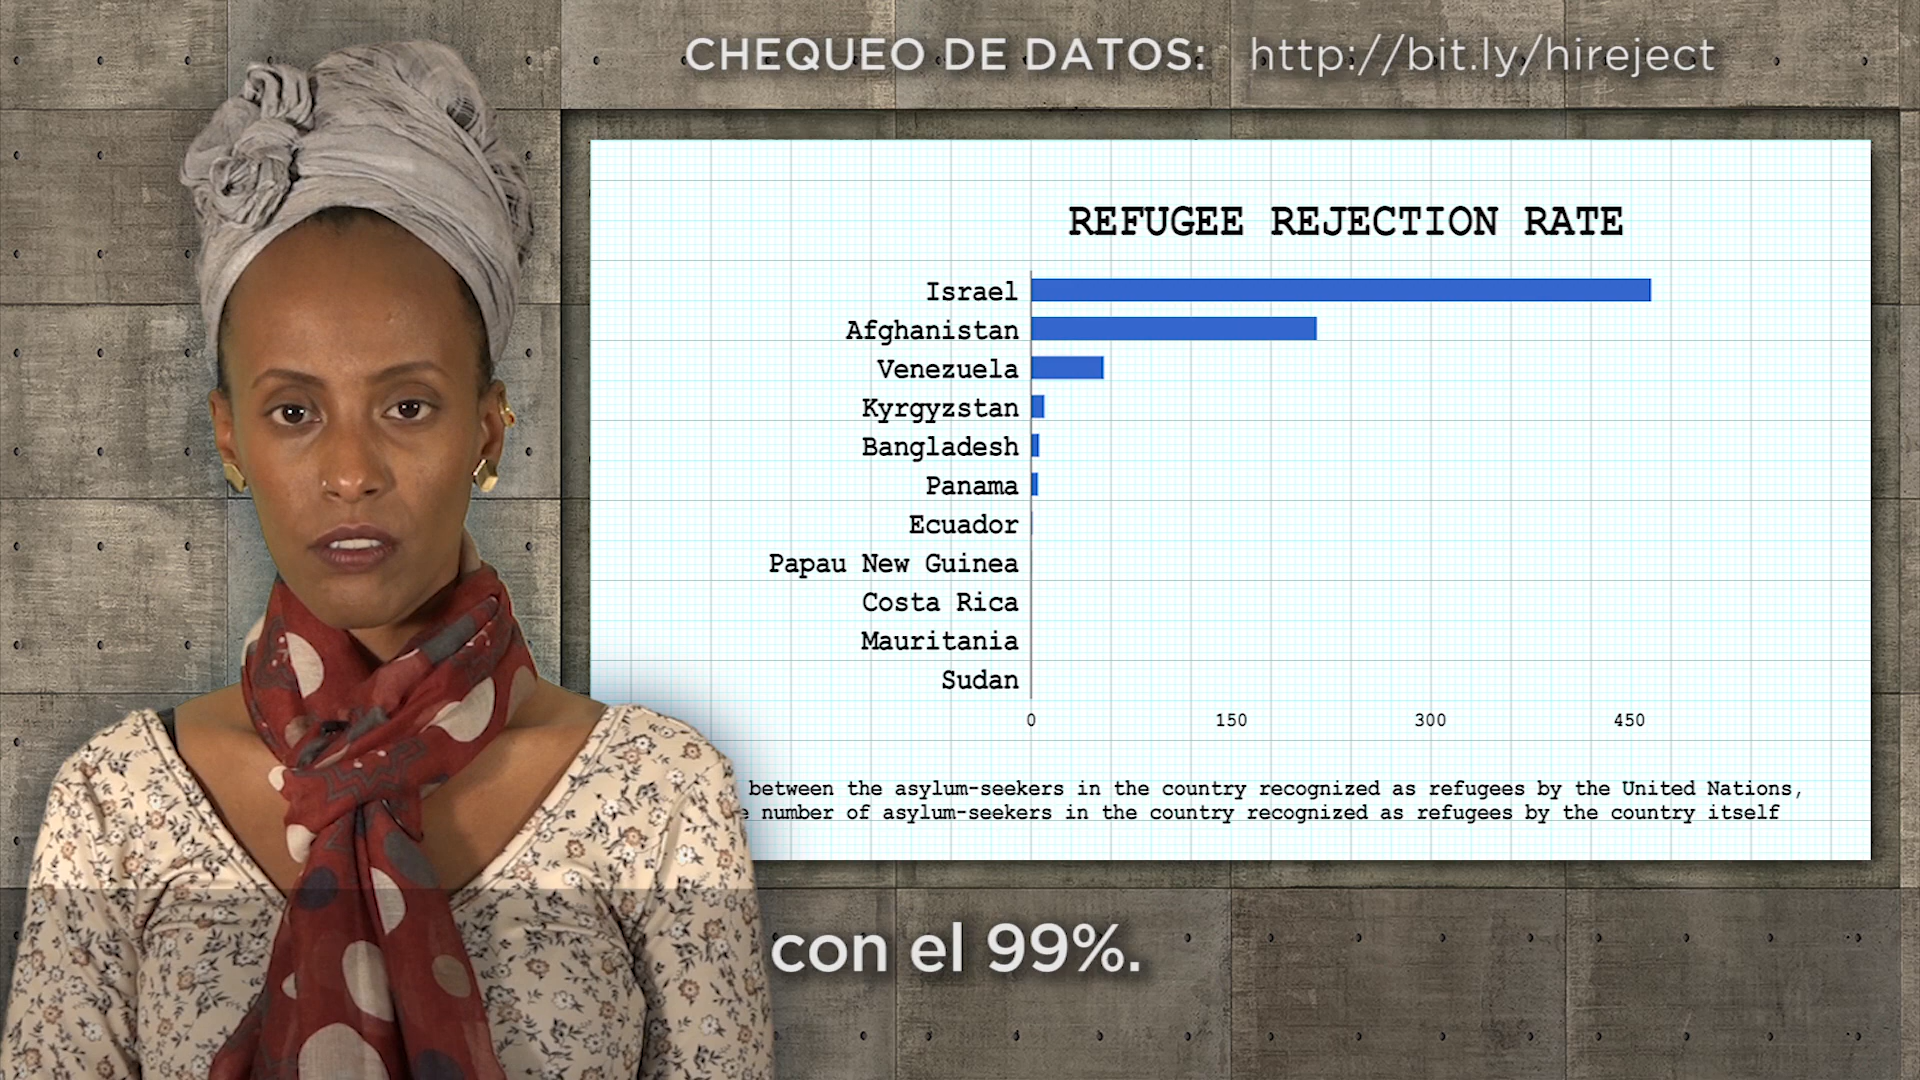 CHEQUEO DE DATOS: http://bit.ly/hireject
REFUGEE REJECTION RATE
Israel
Afghanistan
Venezuela
Kyrgyzstan
Bangladesh
Panama
Ecuador
Papau New Guinea
Costa Rica
Mauritania
Sudan
0 150 300 450
between the asylum-seekers in the country recognized as refugees by the United Nations,
number of asylum-seekers in the country recognized as refugees by the country itself
con el 99%.